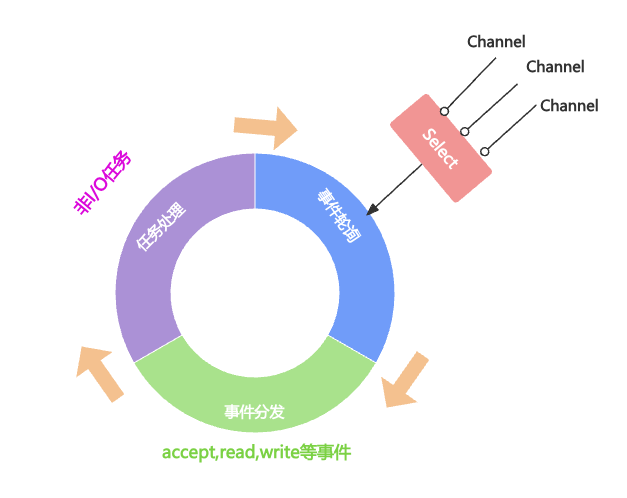 Channel
Channel
Channel
Select
非I/O任务
任务处理
事件轮询
事件分发
accept,read,write等事件